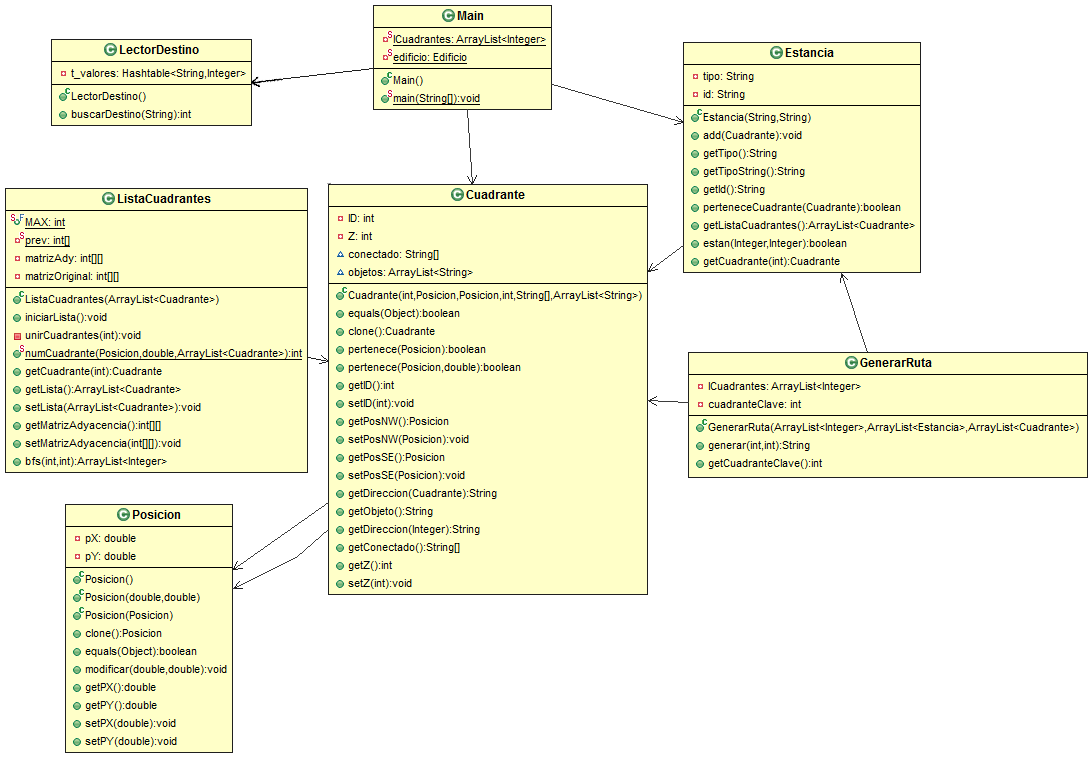 Main
lCuadrantes: ArrayList<Integer>
edificio: Edificio
Main()
main(String[]):void
LectorDestino
t_valores: Hashtable<String,Integer>
LectorDestino()
buscarDestino(String):int
Estancia
tipo: String
id: String
Estancia(String,String)
add(Cuadrante):void
getTipo():String
getTipoString():String
getId():String
perteneceCuadrante(Cuadrante):boolean
getListaCuadrantes():ArrayList<Cuadrante>
estan(Integer,Integer):boolean
getCuadrante(int):Cuadrante
ListaCuadrantes
MAX: int
prev: int[]
matrizAdy: int[][]
matrizOriginal: int[][]
ListaCuadrantes(ArrayList<Cuadrante>)
iniciarLista():void
unirCuadrantes(int):void
numCuadrante(Posicion,double,ArrayList<Cuadrante>):int
getCuadrante(int):Cuadrante
getLista():ArrayList<Cuadrante>
setLista(ArrayList<Cuadrante>):void
getMatrizAdyacencia():int[][]
setMatrizAdyacencia(int[][]):void
bfs(int,int):ArrayList<Integer>
Cuadrante
ID: int
Z: int
conectado: String[]
objetos: ArrayList<String>
Cuadrante(int,Posicion,Posicion,int,String[],ArrayList<String>)
equals(Object):boolean
clone():Cuadrante
pertenece(Posicion):boolean
pertenece(Posicion,double):boolean
getID():int
setID(int):void
getPosNW():Posicion
setPosNW(Posicion):void
getPosSE():Posicion
setPosSE(Posicion):void
getDireccion(Cuadrante):String
getObjeto():String
getDireccion(Integer):String
getConectado():String[]
getZ():int
setZ(int):void
GenerarRuta
lCuadrantes: ArrayList<Integer>
cuadranteClave: int
GenerarRuta(ArrayList<Integer>,ArrayList<Estancia>,ArrayList<Cuadrante>)
generar(int,int):String
getCuadranteClave():int
Posicion
pX: double
pY: double
Posicion()
Posicion(double,double)
Posicion(Posicion)
clone():Posicion
equals(Object):boolean
modificar(double,double):void
getPX():double
getPY():double
setPX(double):void
setPY(double):void